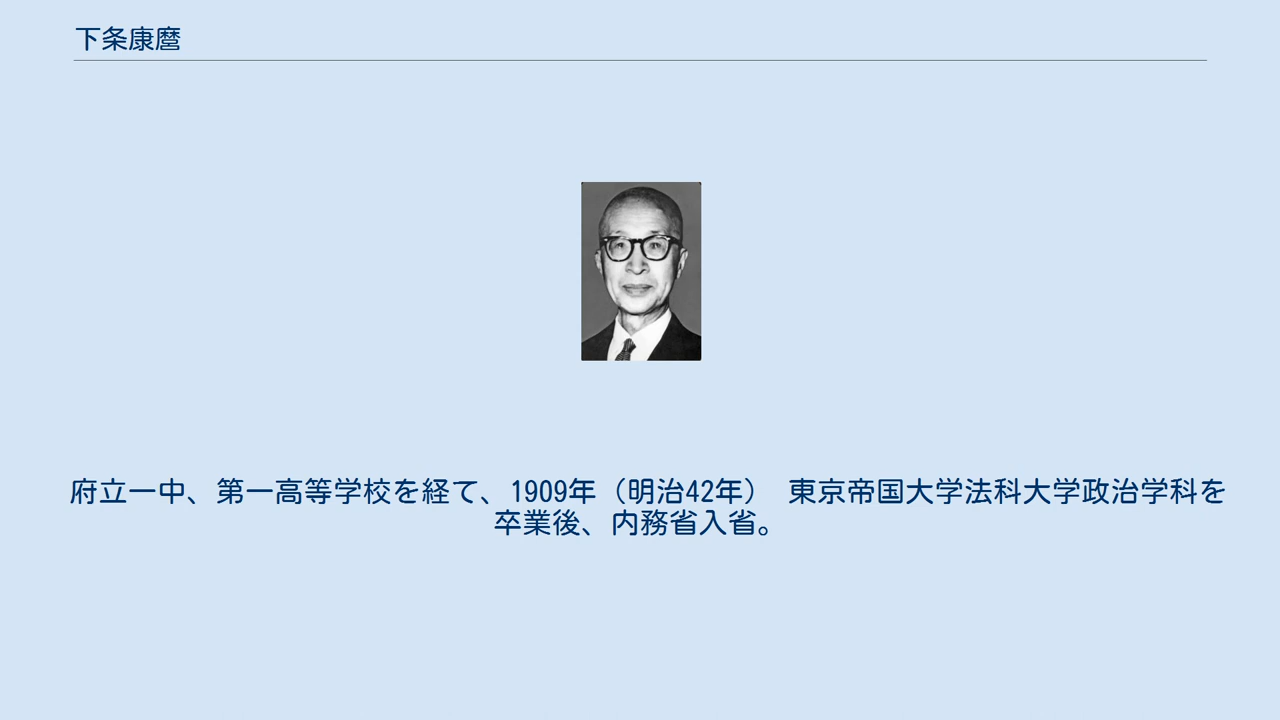 下条康麿
府立一中、第一高等学校を経て、1909年（明治42年） 東京帝国大学法科大学政治学科を
卒業後、内務省入省。